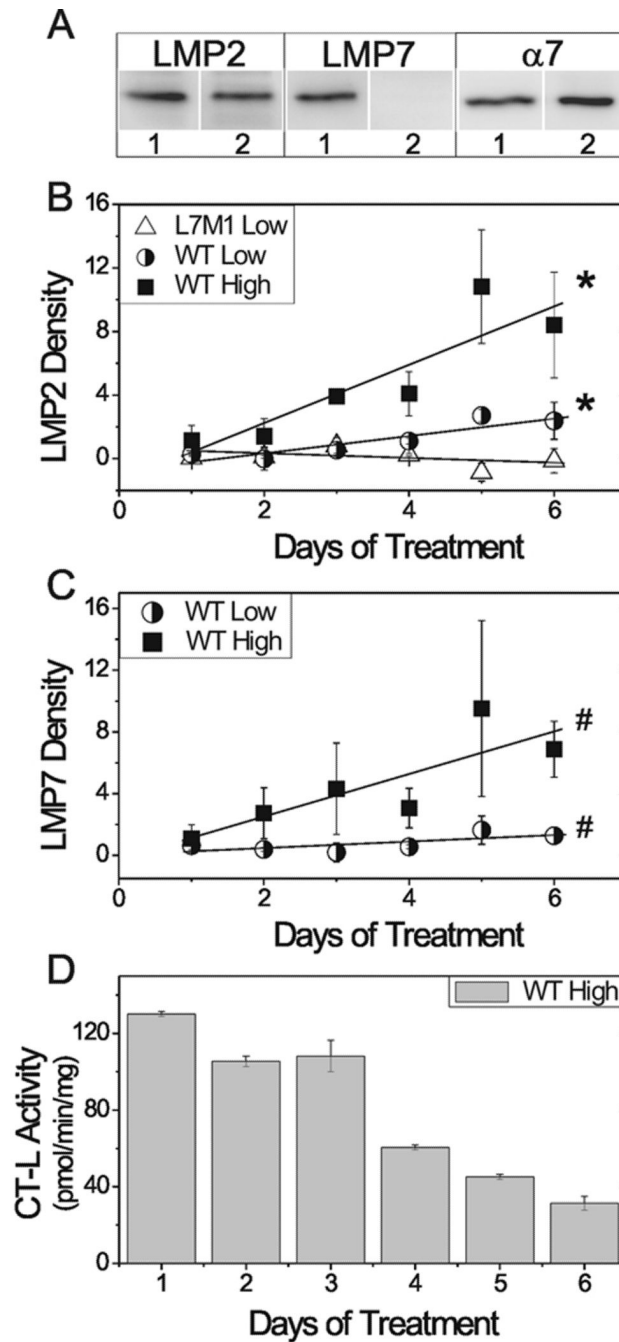 A
LMP2 LMP7 α7
1 2 1 2 1 2
B
16
12
8
4
0
LMP2 Density
L7M1 Low
WT Low
WT High
*
*
0 2 4 6
Days of Treatment
C
16
12
8
4
0
LMP7 Density
WT Low
WT High
#
#
0 2 4 6
Days of Treatment
D
120
80
40
0
CT-L Activity
(pmol/min/mg)
WT High
1 2 3 4 5 6
Days of Treatment